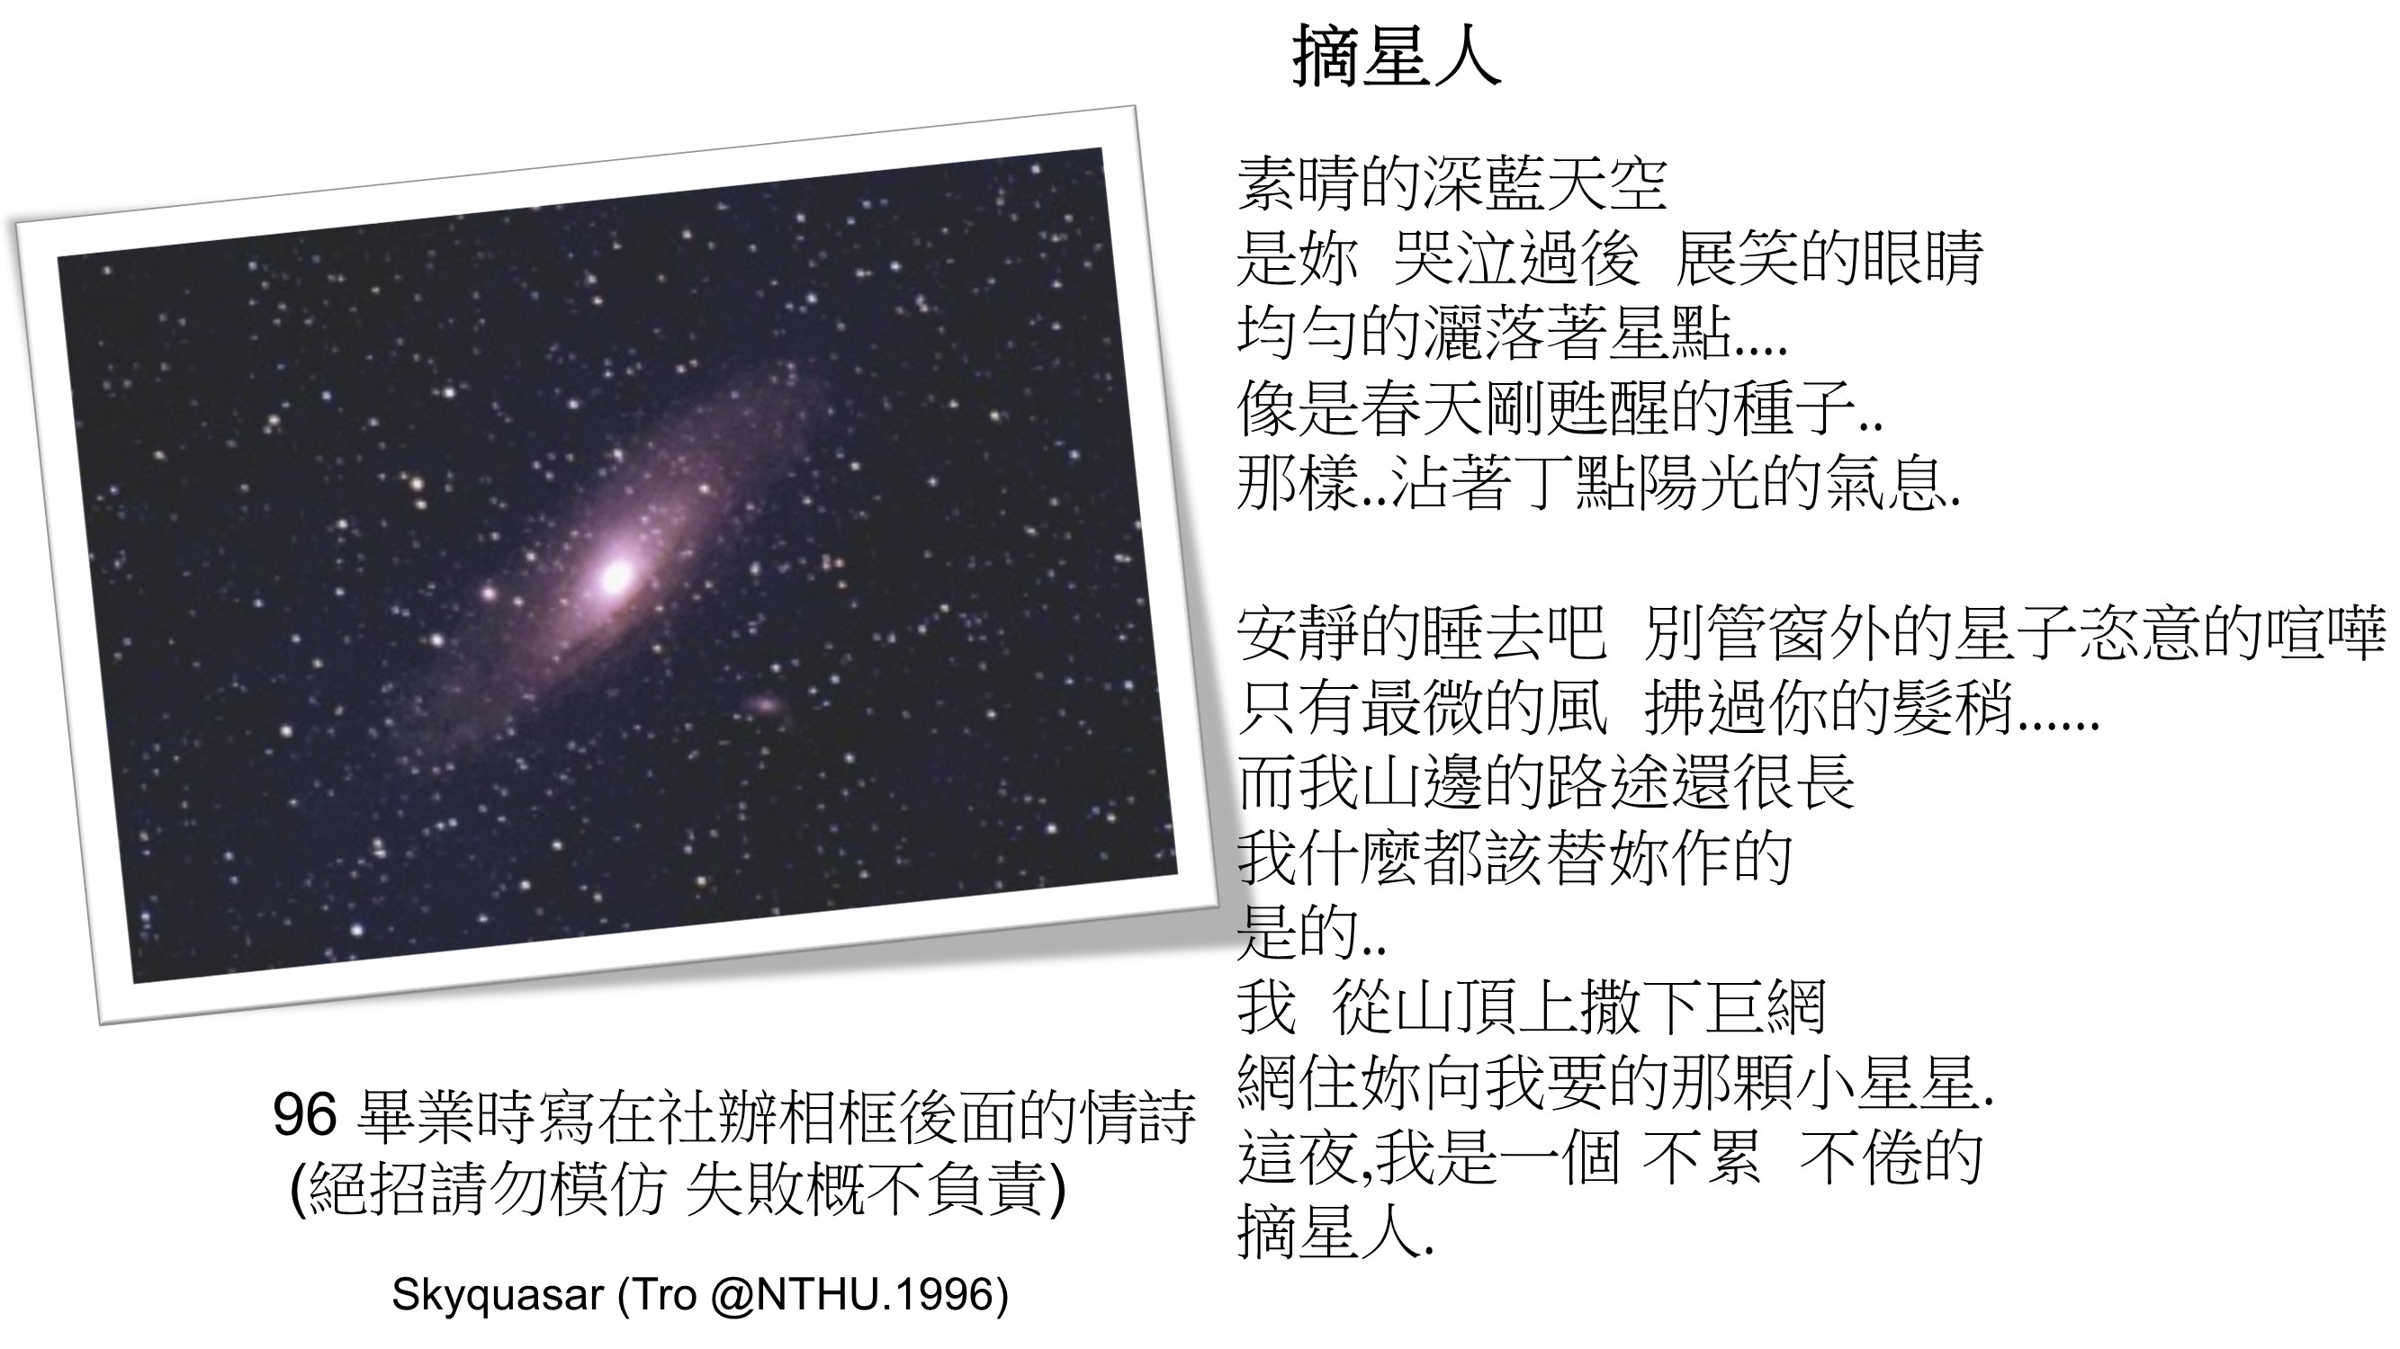 摘星人
素晴的深藍天空
是妳 哭泣過後 展笑的眼睛
均勻的灑落著星點....
像是春天剛甦醒的種子..
那樣..沾著丁點陽光的氣息.
安靜的睡去吧 別管窗外的星子恣意的喧嘩
只有最微的風 拂過你的髮稍......
而我山邊的路途還很長
我什麼都該替妳作的
是的..
我 從山頂上撒下巨網
網住妳向我要的那顆小星星.
這夜,我是一個 不累 不倦的
摘星人.
96 畢業時寫在社辦相框後面的情詩
(絕招請勿模仿 失敗概不負責)
Skyquasar (Tro @NTHU.1996)